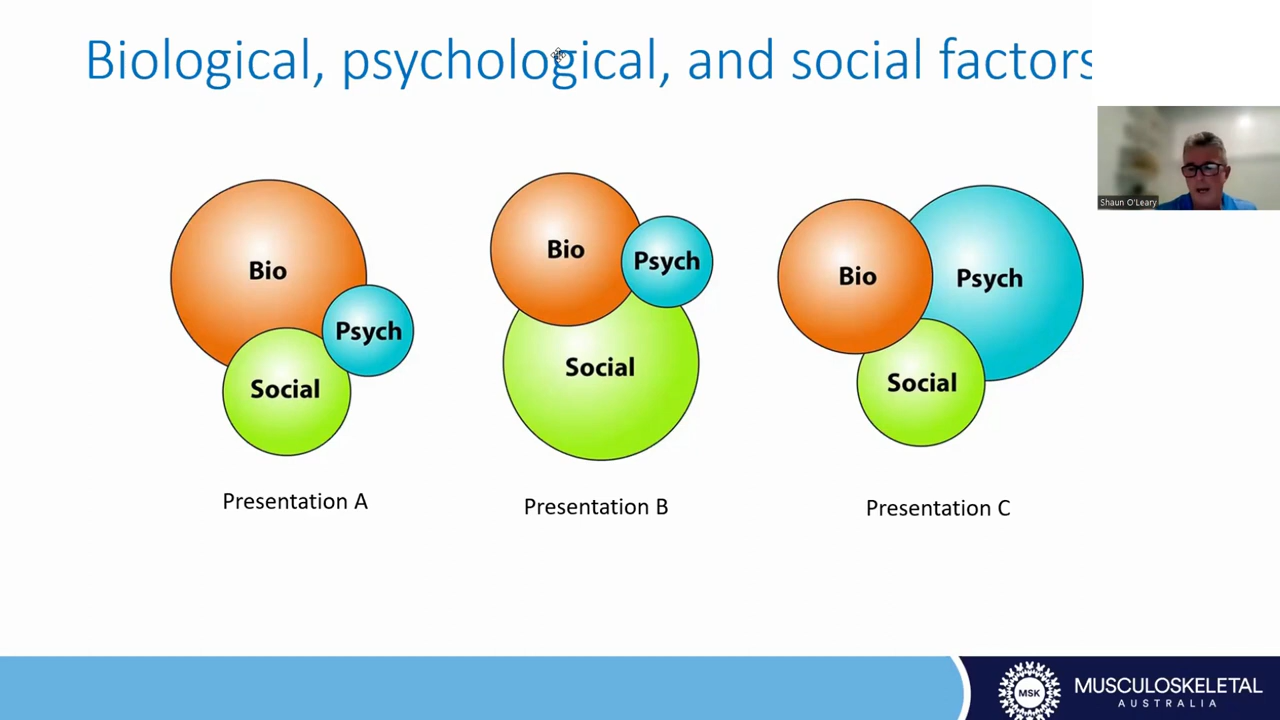 Biological, psychological, and social factors
Shaun O'Leary
Bio
Psych
Social
Bio
Psych
Social
Bio
Psych
Social
Presentation A
Presentation B
Presentation C
MSK
MUSCULOSKELETAL
AUSTRALIA